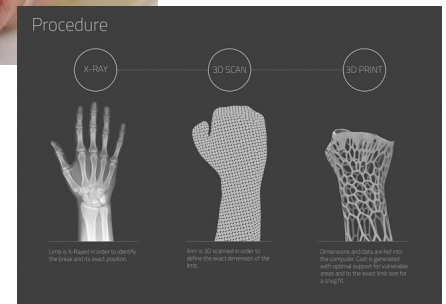 Procedure
X-RAY
3D SCAN
3D PRINT
Limb is X-Rayed in order to identify
the break and its exact position.
Arm is 3D scanned in order to
define the exact dimension of the
limb.
Dimensions and data are fed into
the computer. Cast is generated
with optimal support for vulnerable
areas and to the exact limb size for
a snug fit.